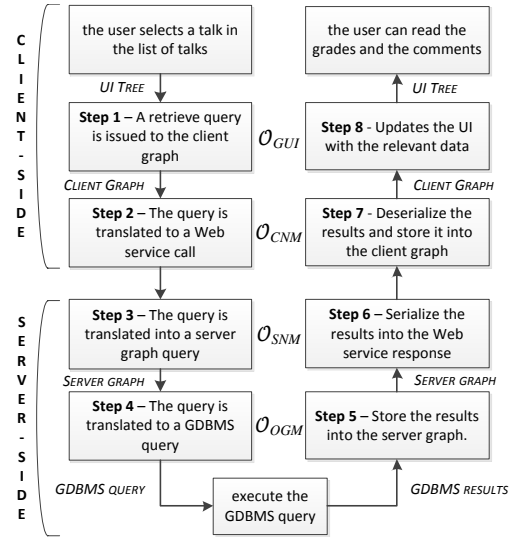 CLIENT-SIDE
the user selects a talk in
the list of talks
UI TREE
Step 1 – A retrieve query
is issued to the client
graph
CLIENT GRAPH
Step 2 – The query is
translated to a Web
service call
SERVER-SIDE
Step 3 – The query is
translated into a server
graph query
SERVER GRAPH
Step 4 – The query is
translated to a GDBMS
query
GDBMS QUERY
execute the
GDBMS query
GDBMS RESULTS
Step 5 – Store the results
into the server graph.
SERVER GRAPH
Step 6 – Serialize the
results into the Web
service response
Step 7 - Deserialize the
results and store it into
the client graph
CLIENT GRAPH
Step 8 - Updates the UI
with the relevant data
UI TREE
the user can read the
grades and the comments
O_GUI
O_CNM
O_SNM
O_OGM